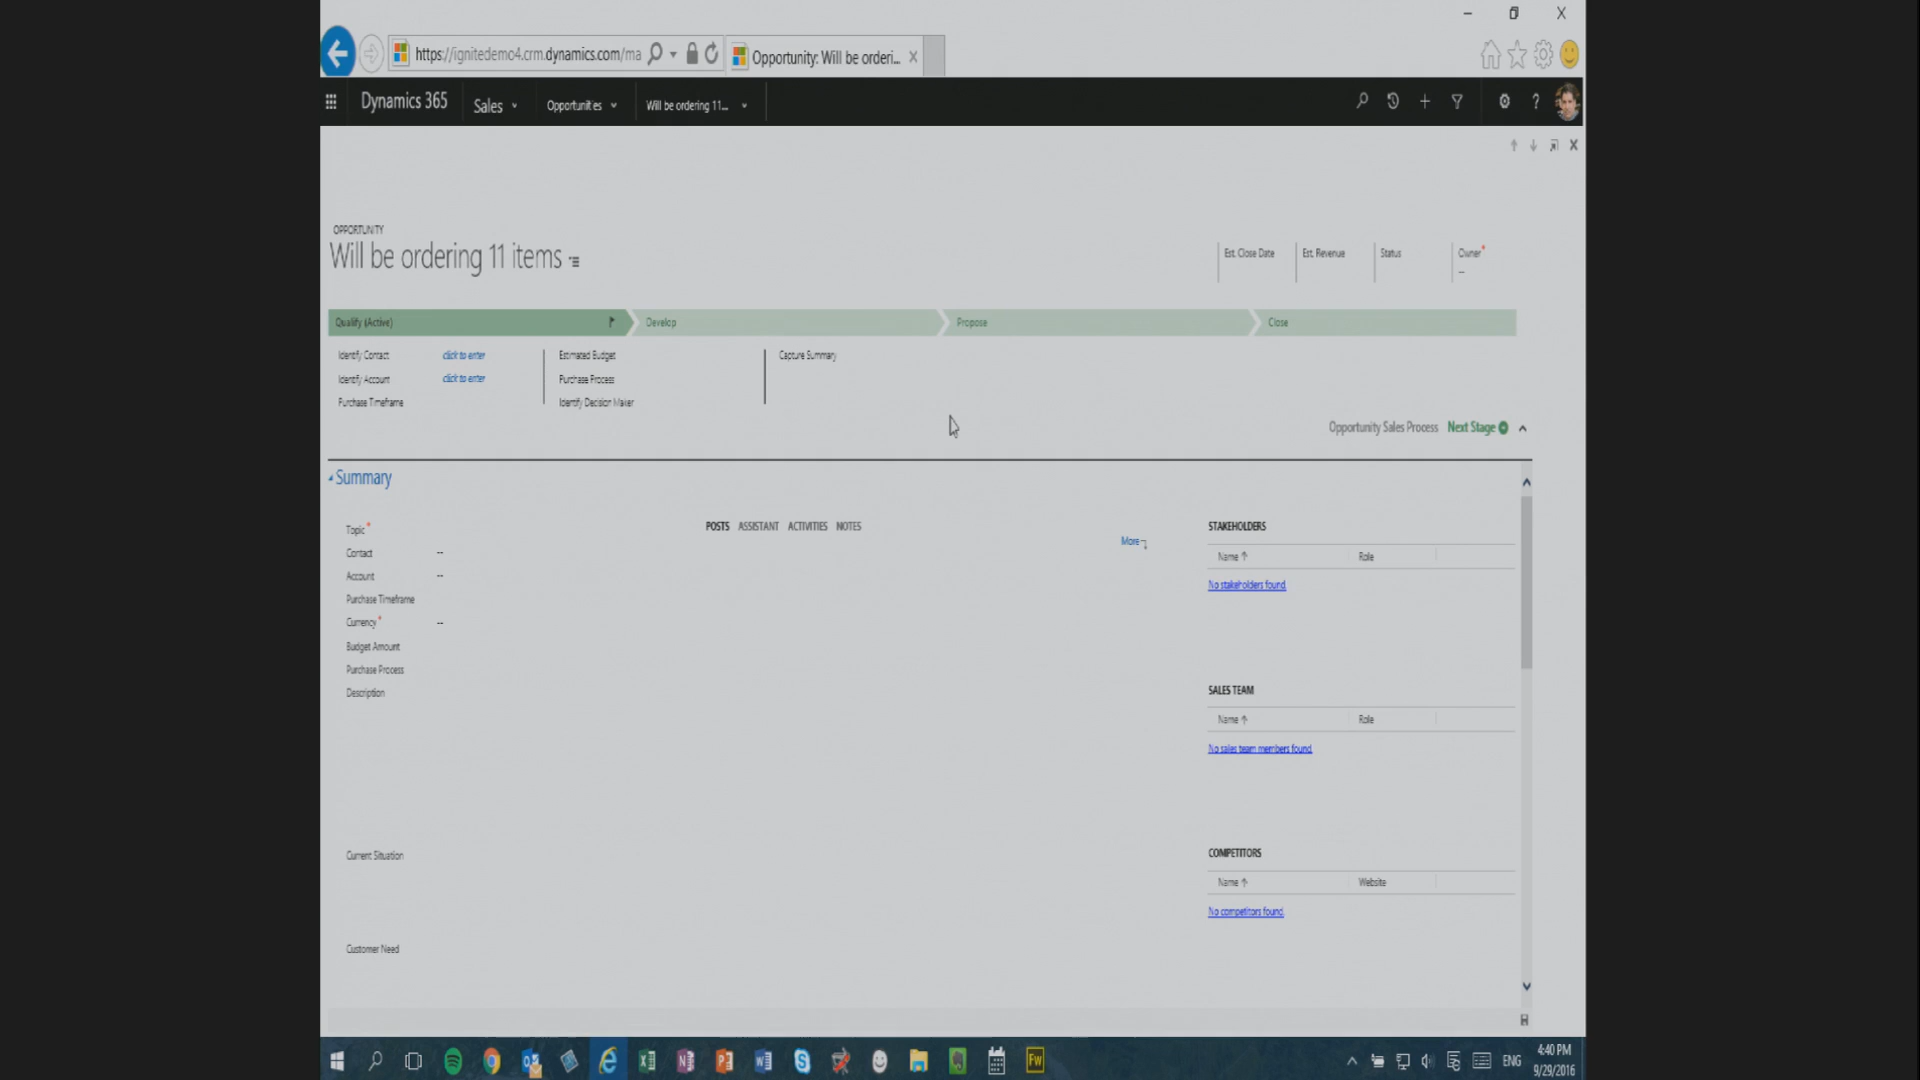 https://ignitedemo4.crm.dynamics.com/ma
Opportunity: Will be orderi...
Dynamics 365
Sales
Opportunities
Will be ordering 11...
OPPORTUNITY
Will be ordering 11 items
Est. Close Date
Est. Revenue
Status
Owner*
--
Qualify (Active)
Develop
Propose
Close
Identify Contact click to enter
Identify Account click to enter
Purchase Timeframe
Estimated Budget
Purchase Process
Identify Decision Maker
Capture Summary
Opportunity Sales Process Next Stage
Summary
Topic*
Contact --
Account --
Purchase Timeframe
Currency* --
Budget Amount
Purchase Process
Description
Current Situation
Customer Need
POSTS ASSISTANT ACTIVITIES NOTES
More
STAKEHOLDERS
Name ↑ Role
No stakeholders found.
SALES TEAM
Name ↑ Role
No sales team members found.
COMPETITORS
Name ↑ Website
No competitors found.
Fw
ENG
4:40 PM
9/29/2016